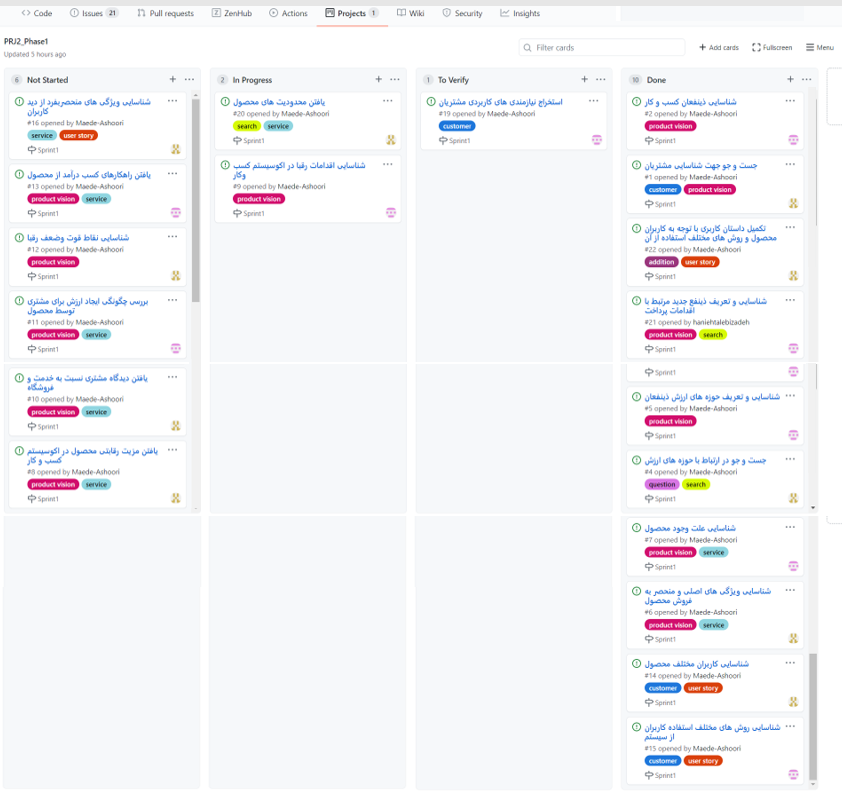 Code
Issues 21
Pull requests
ZenHub
Actions
Projects 1
Wiki
Security
Insights
PRJ2_Phase1
Updated 5 hours ago
Filter cards
Add cards
Fullscreen
Menu
6 Not Started
شناسایی ویژگی های منحصربفرد از دید
کاربران
#16 opened by Maede-Ashoori
service user story
Sprint1
یافتن راهکارهای کسب درآمد از محصول
#13 opened by Maede-Ashoori
product vision service
Sprint1
شناسایی نقاط قوت وضعف رقبا
#12 opened by Maede-Ashoori
product vision
Sprint1
بررسی چگونگی ایجاد ارزش برای مشتری
توسط محصول
#11 opened by Maede-Ashoori
product vision service
Sprint1
یافتن دیدگاه مشتری نسبت به خدمت و
فروشگاه
#10 opened by Maede-Ashoori
product vision service
Sprint1
یافتن مزیت رقابتی محصول در اکوسیستم
کسب و کار
#8 opened by Maede-Ashoori
product vision service
Sprint1
2 In Progress
یافتن محدودیت های محصول
#20 opened by Maede-Ashoori
search service
Sprint1
شناسایی اقدامات رقبا در اکوسیستم کسب
وکار
#9 opened by Maede-Ashoori
product vision
Sprint1
1 To Verify
استخراج نیازمندی های کاربردی مشتریان
#19 opened by Maede-Ashoori
customer
Sprint1
10 Done
شناسایی ذینفعان کسب و کار
#2 opened by Maede-Ashoori
product vision
Sprint1
جست و جو جهت شناسایی مشتریان
#1 opened by Maede-Ashoori
customer product vision
Sprint1
تکمیل داستان کاربری با توجه به کاربران
محصول و روش های مختلف استفاده از آن
#22 opened by Maede-Ashoori
addition user story
Sprint1
شناسایی و تعریف ذینفع جدید مرتبط با
اقدامات پرداخت
#21 opened by haniehtalebizadeh
product vision search
Sprint1
Sprint1
شناسایی و تعریف حوزه های ارزش ذینفعان
#5 opened by Maede-Ashoori
product vision
Sprint1
جست و جو در ارتباط با حوزه های ارزش
#4 opened by Maede-Ashoori
question search
Sprint1
شناسایی علت وجود محصول
#7 opened by Maede-Ashoori
product vision service
Sprint1
شناسایی ویژگی های اصلی و منحصر به
فروش محصول
#6 opened by Maede-Ashoori
product vision service
Sprint1
شناسایی کاربران مختلف محصول
#14 opened by Maede-Ashoori
customer user story
Sprint1
شناسایی روش های مختلف استفاده کاربران
از سیستم
#15 opened by Maede-Ashoori
customer user story
Sprint1